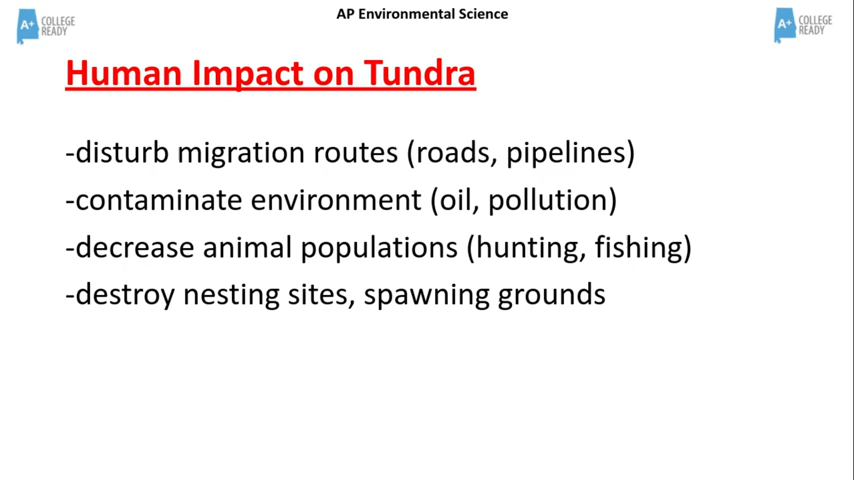 AP Environmental Science
A+ COLLEGE READY
A+ COLLEGE READY
Human Impact on Tundra
-disturb migration routes (roads, pipelines)
-contaminate environment (oil, pollution)
-decrease animal populations (hunting, fishing)
-destroy nesting sites, spawning grounds